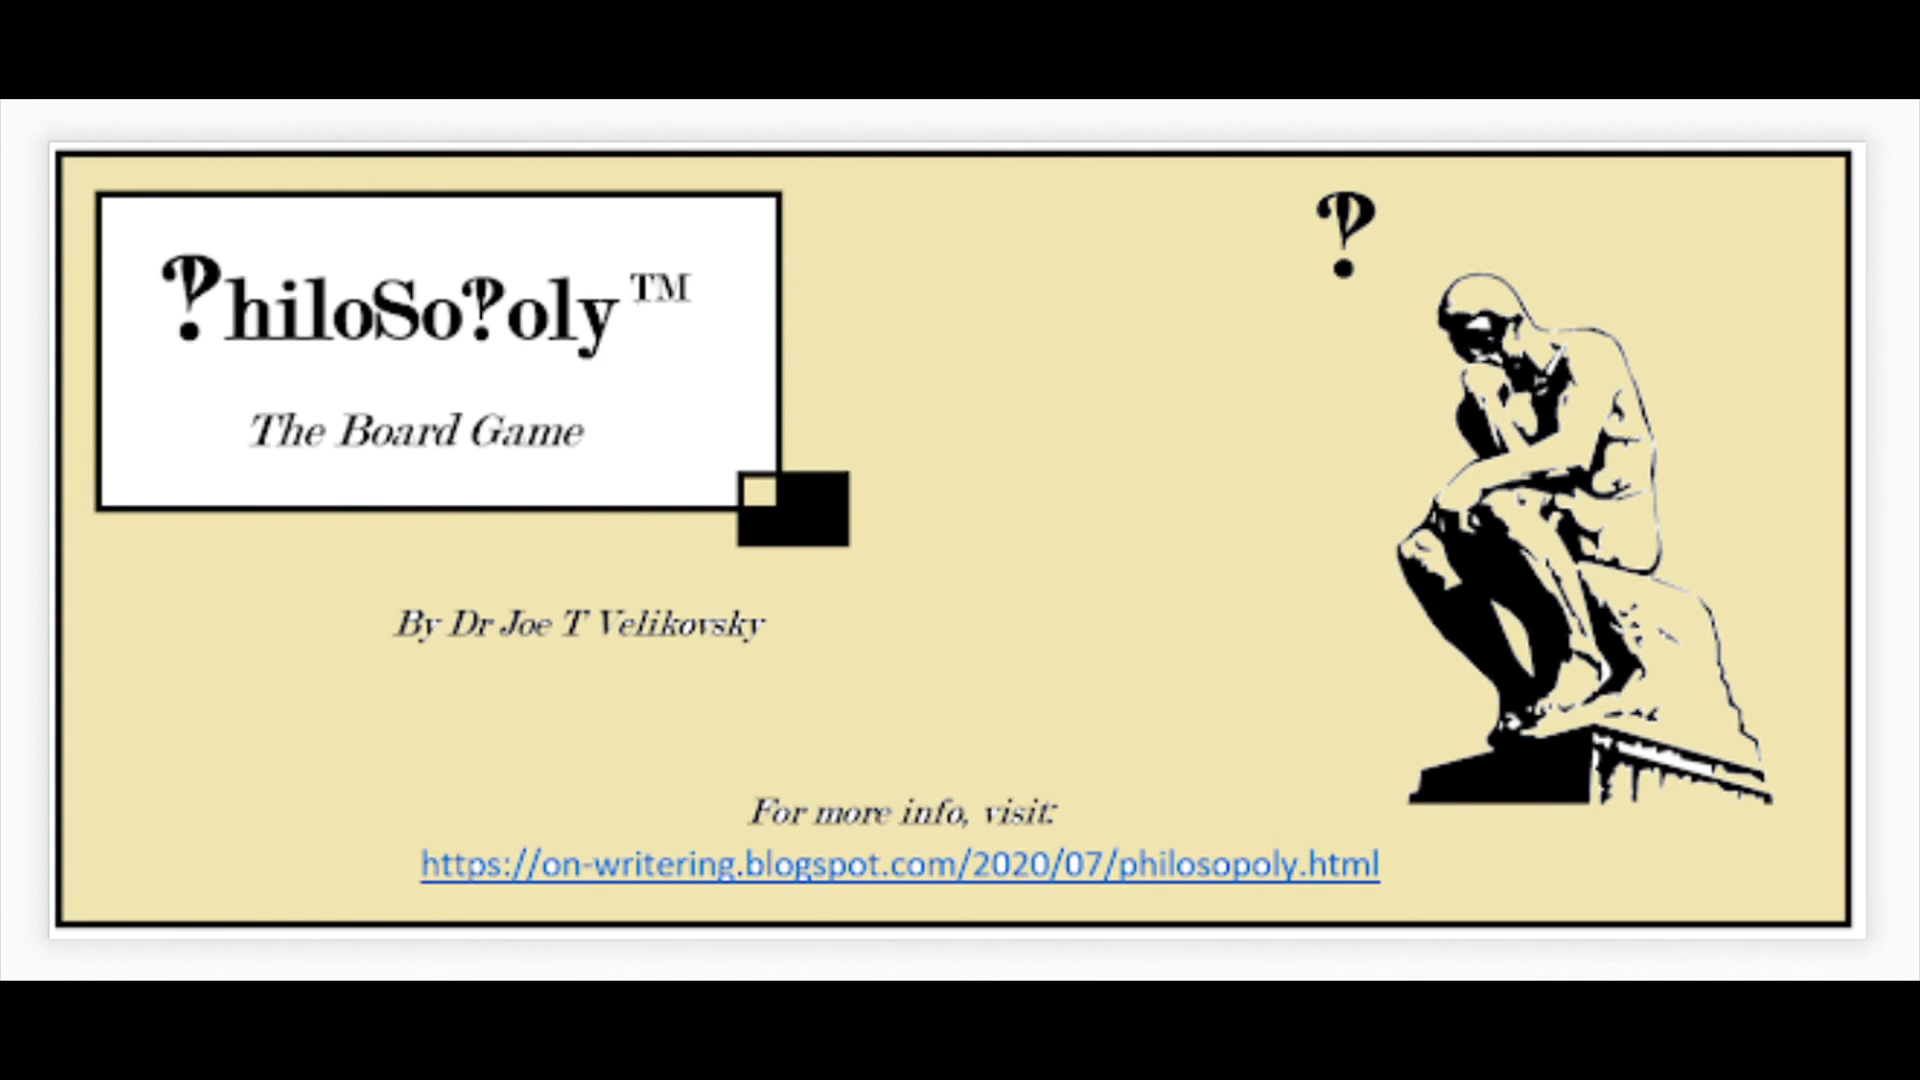 ‽hiloSo‽oly™
The Board Game
By Dr Joe T Velikovsky
‽
For more info, visit:
https://on-writering.blogspot.com/2020/07/philosopoly.html